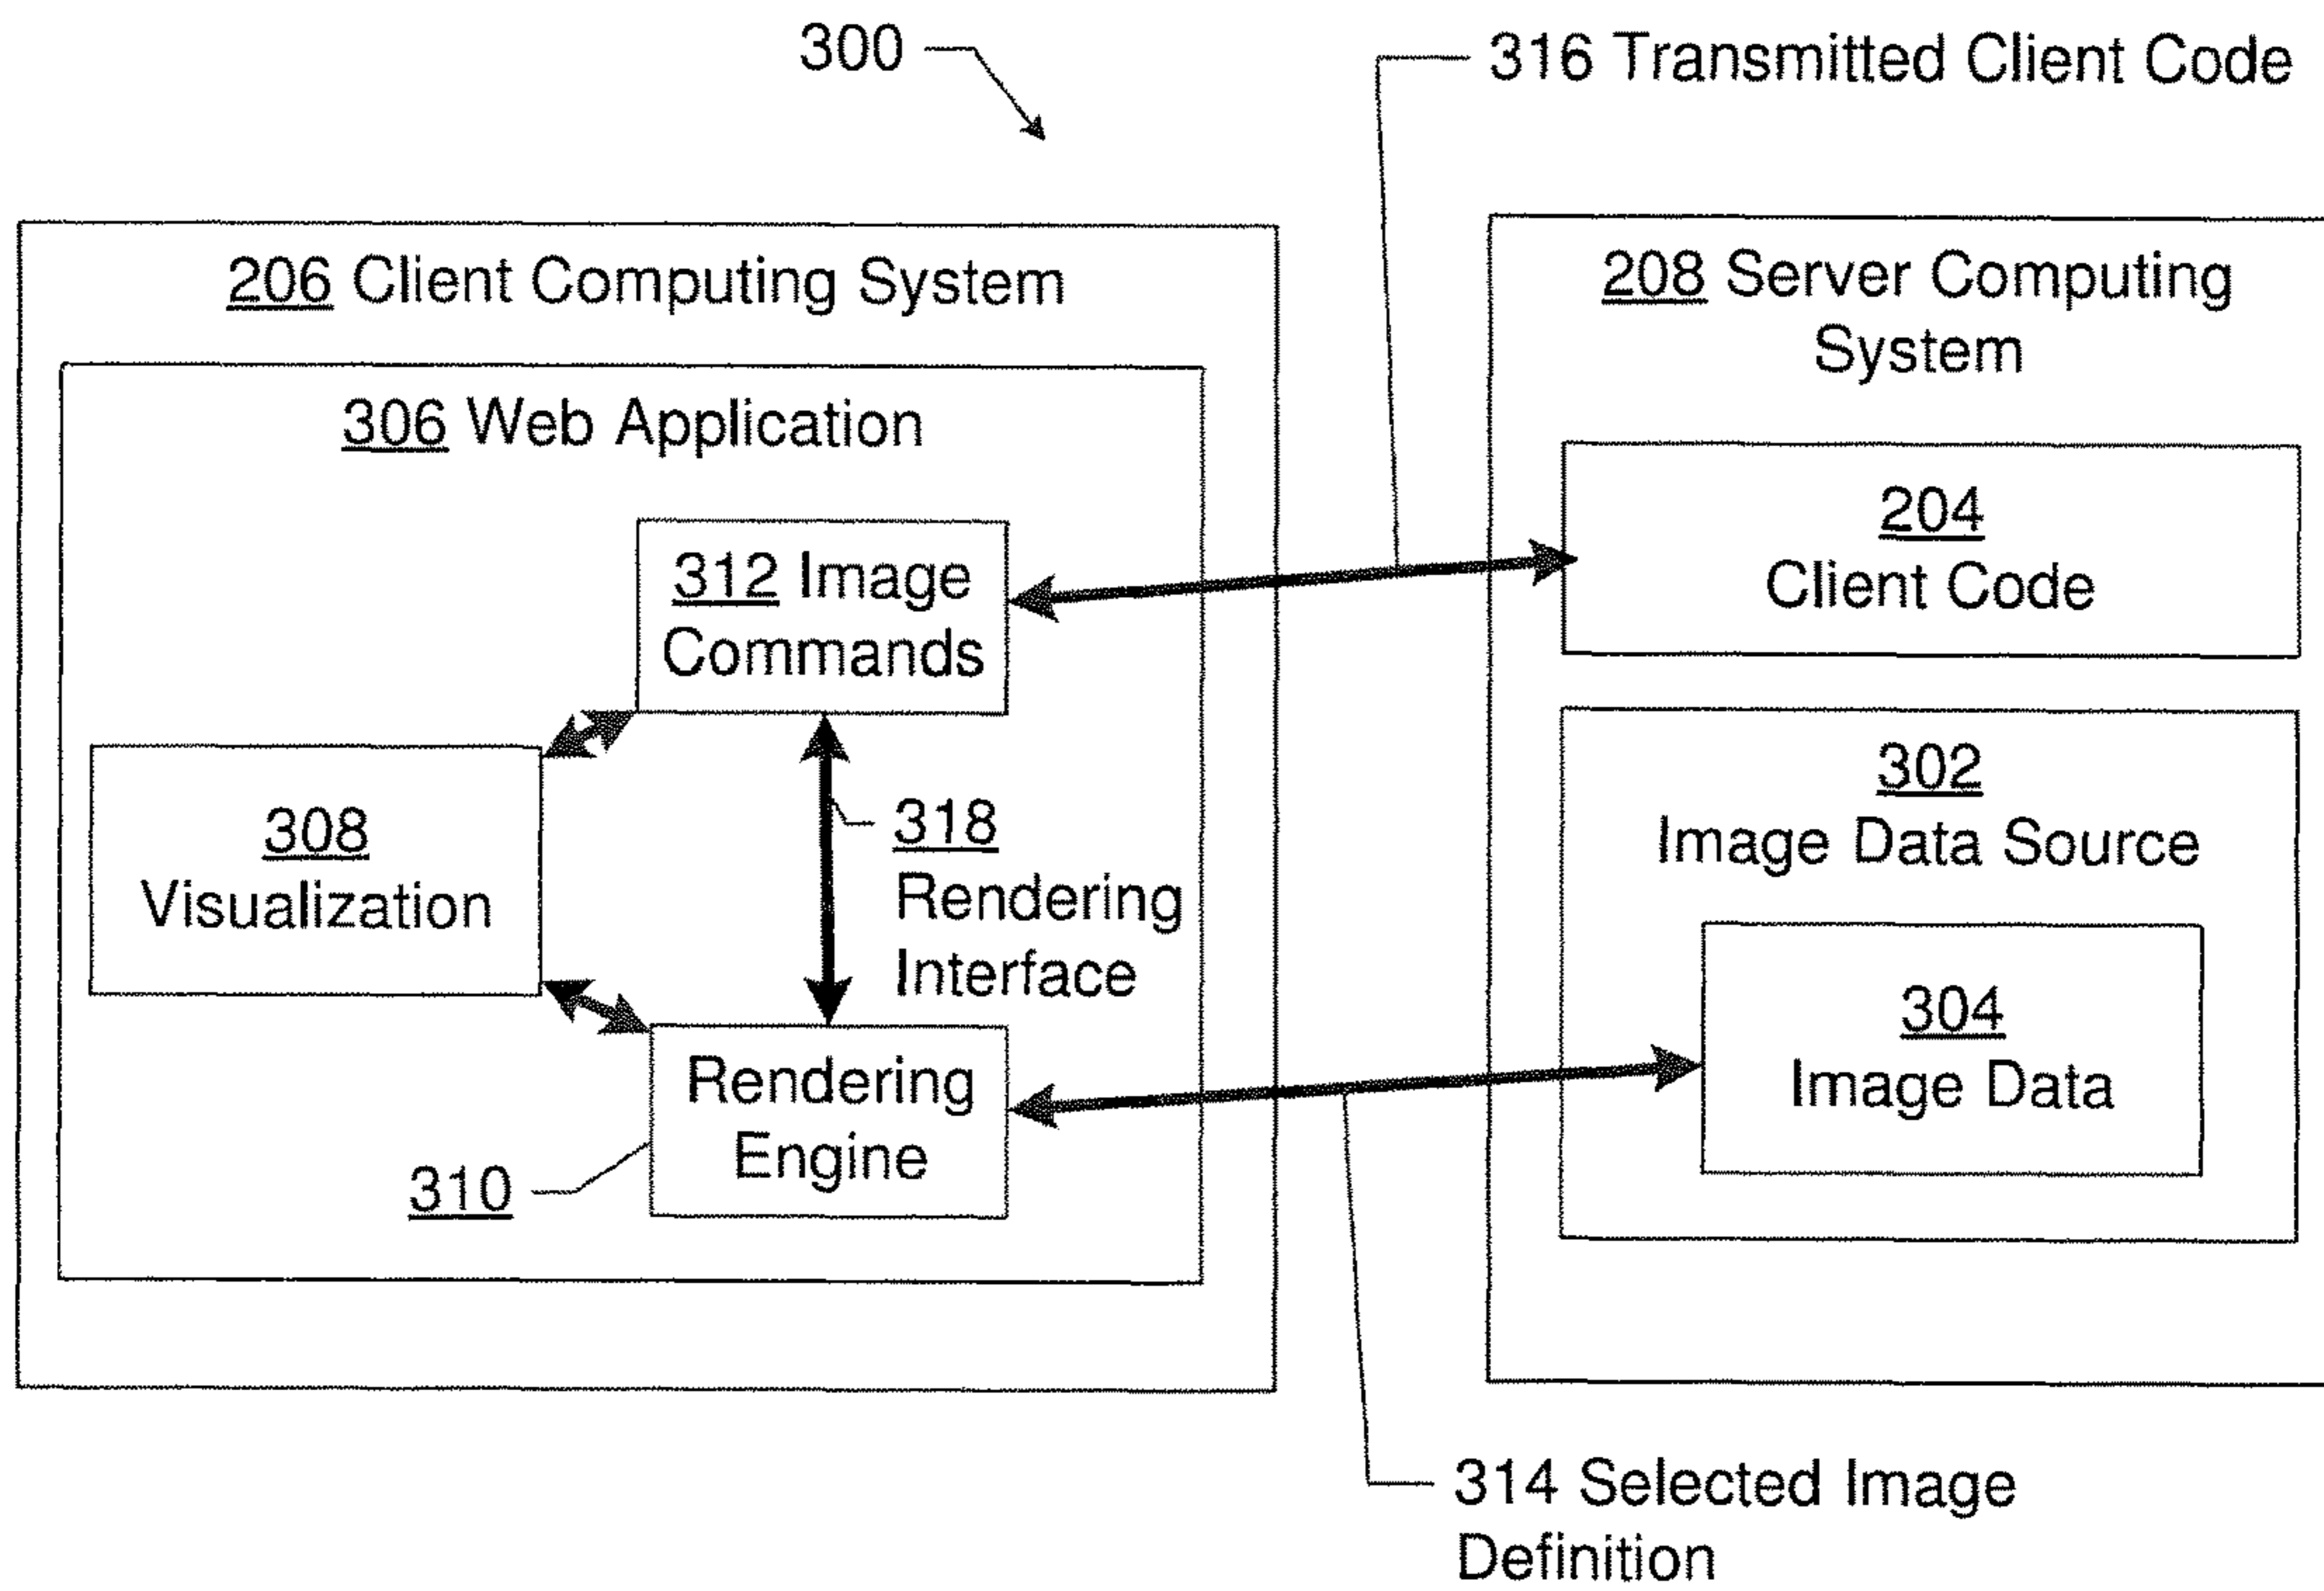 300
316 Transmitted Client Code
206 Client Computing System
306 Web Application
312 Image
Commands
308
Visualization
318
Rendering
Interface
Rendering
Engine
310
208 Server Computing
System
204
Client Code
302
Image Data Source
304
Image Data
314 Selected Image
Definition